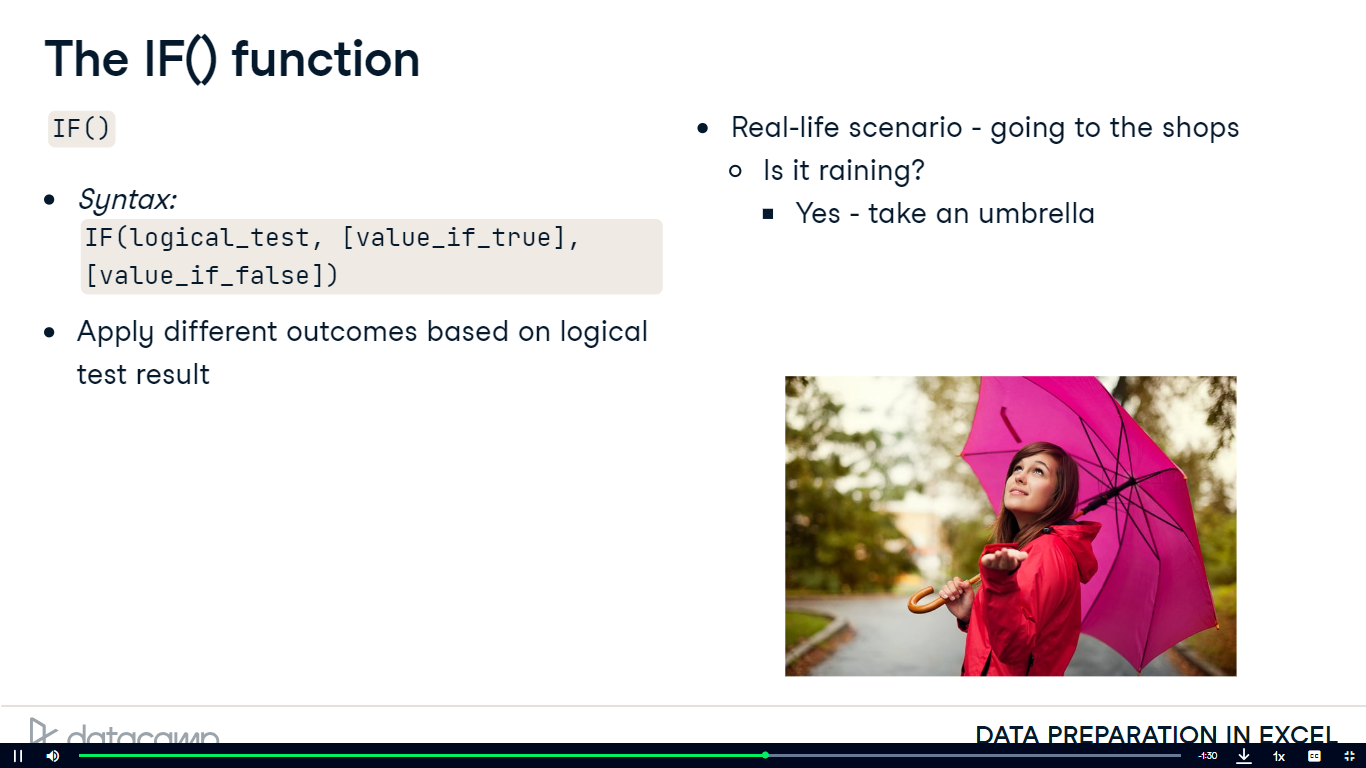 The IF() function
IF()
Syntax:
IF(logical_test, [value_if_true],
[value_if_false])
Apply different outcomes based on logical
test result
Real-life scenario - going to the shops
Is it raining?
Yes - take an umbrella
datacamp
DATA PREPARATION IN EXCEL
-1:30
1x
CC